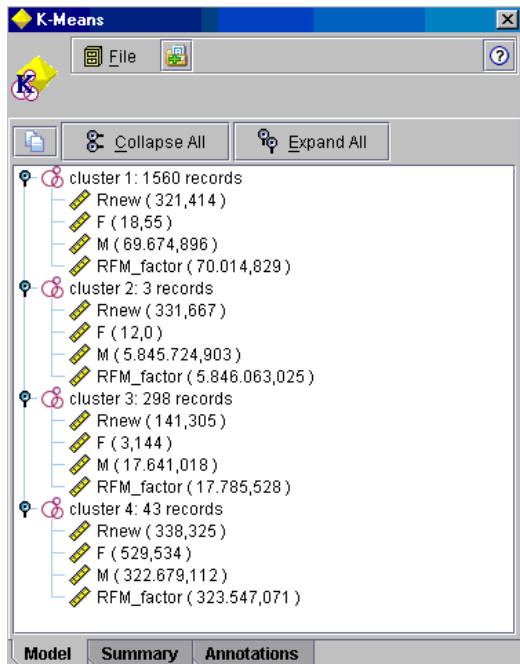 K-Means
File
Collapse All Expand All
cluster 1: 1560 records
Rnew ( 321,414 )
F ( 18,55 )
M ( 69.674,896 )
RFM_factor ( 70.014,829 )
cluster 2: 3 records
Rnew ( 331,667 )
F ( 12,0 )
M ( 5.845.724,903 )
RFM_factor ( 5.846.063,025 )
cluster 3: 298 records
Rnew ( 141,305 )
F ( 3,144 )
M ( 17.641,018 )
RFM_factor ( 17.785,528 )
cluster 4: 43 records
Rnew ( 338,325 )
F ( 529,534 )
M ( 322.679,112 )
RFM_factor ( 323.547,071 )
Model Summary Annotations